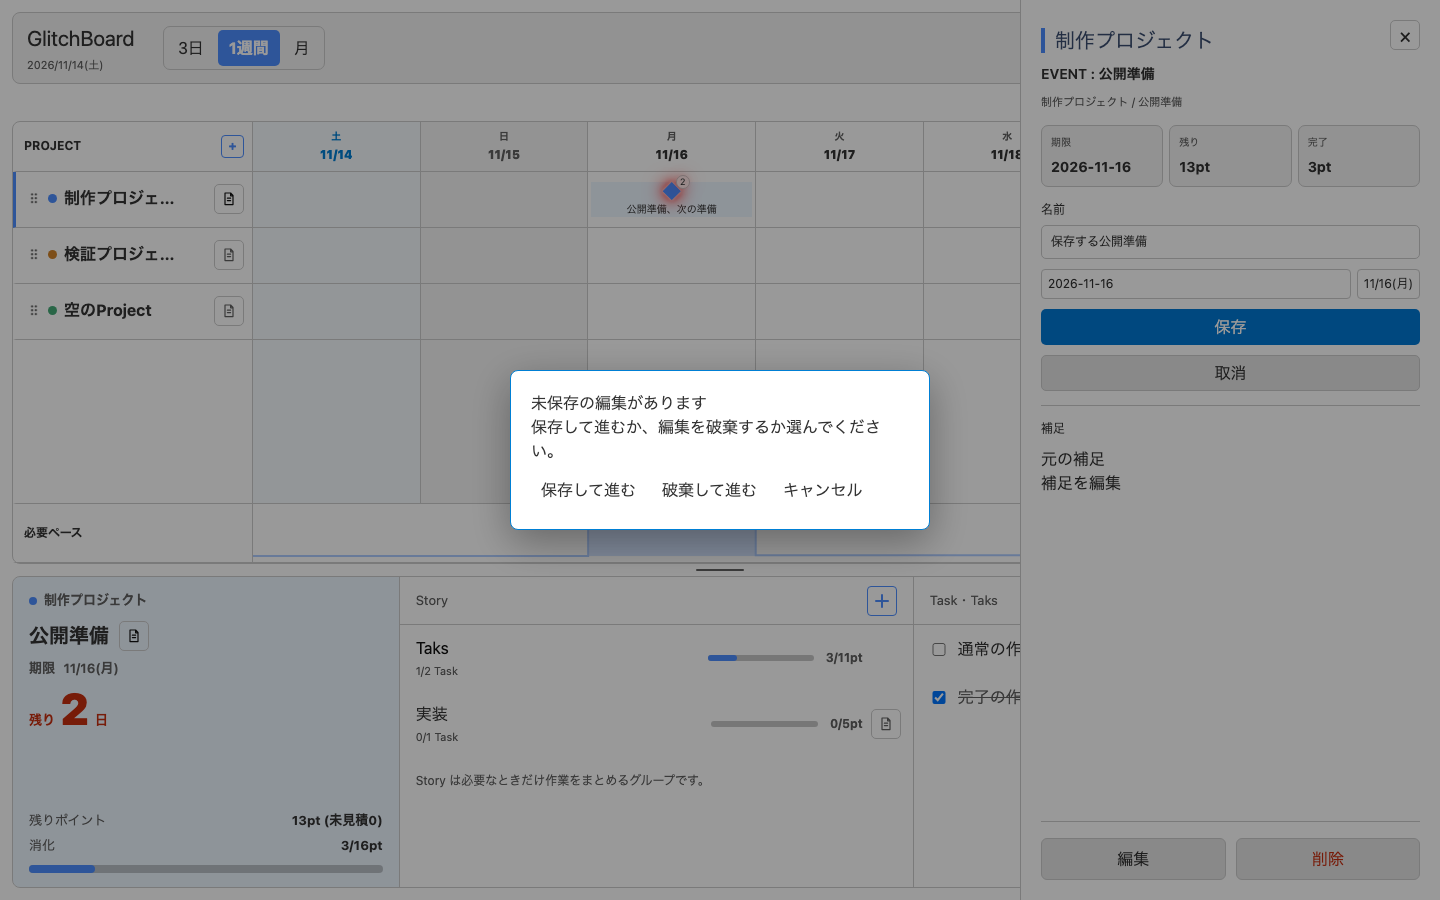 GlitchBoard
2026/11/14(土)
3日
1週間
月
PROJECT
+
土
11/14
日
11/15
月
11/16
火
11/17
水
11/18
制作プロジェ...
2
公開準備、次の準備
検証プロジェ...
空のProject
必要ペース
制作プロジェクト
公開準備
期限 11/16(月)
残り 2 日
残りポイント
13pt (未見積0)
消化
3/16pt
Story
+
Taks
1/2 Task
3/11pt
実装
0/1 Task
0/5pt
Story は必要なときだけ作業をまとめるグループです。
Task・Taks
通常の作
完了の作
未保存の編集があります
保存して進むか、編集を破棄するか選んでくださ
い。
保存して進む
破棄して進む
キャンセル
制作プロジェクト
×
EVENT : 公開準備
制作プロジェクト / 公開準備
期限
2026-11-16
残り
13pt
完了
3pt
名前
保存する公開準備
2026-11-16
11/16(月)
保存
取消
補足
元の補足
補足を編集
編集
削除